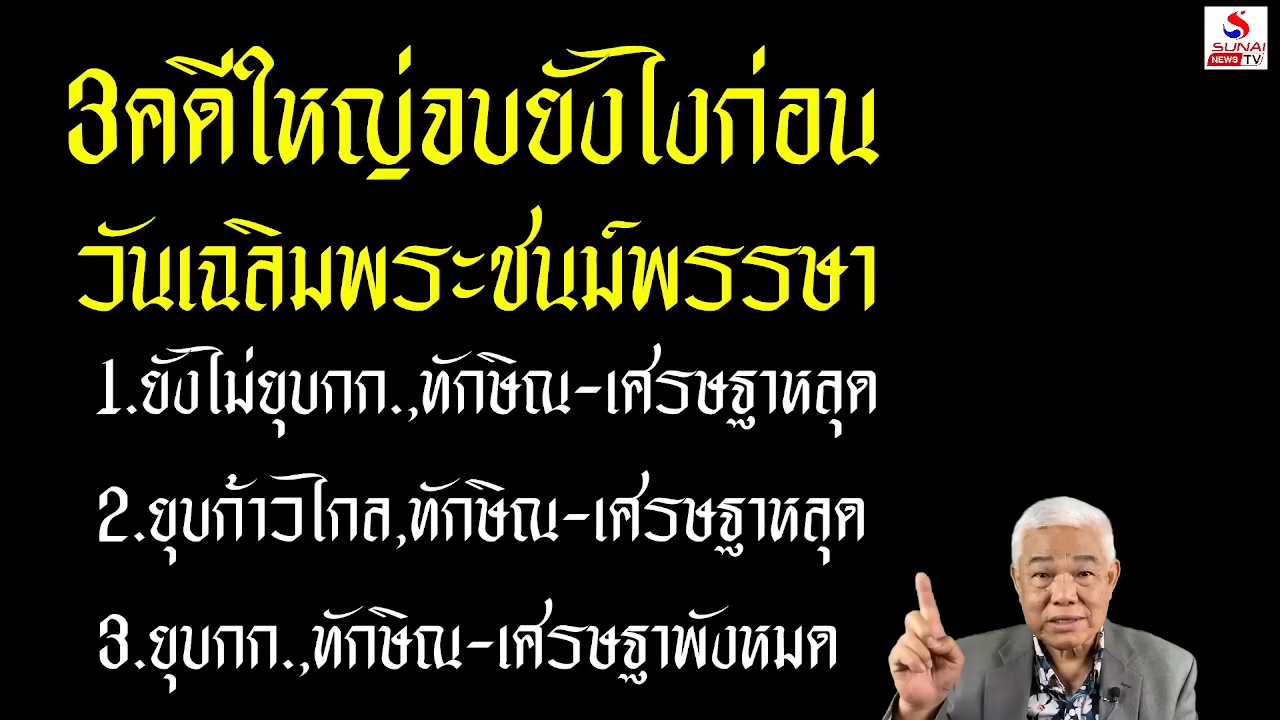 3คดีใหญ่จบยังไงก่อน
วันเฉลิมพระชนม์พรรษา
1.ยังไม่ยุบกก.,ทักษิณ-เศรษฐาหลุด
2.ยุบก้าวไกล,ทักษิณ-เศรษฐาหลุด
3.ยุบกก.,ทักษิณ-เศรษฐาพังหมด
SUNAI
NEWS TV